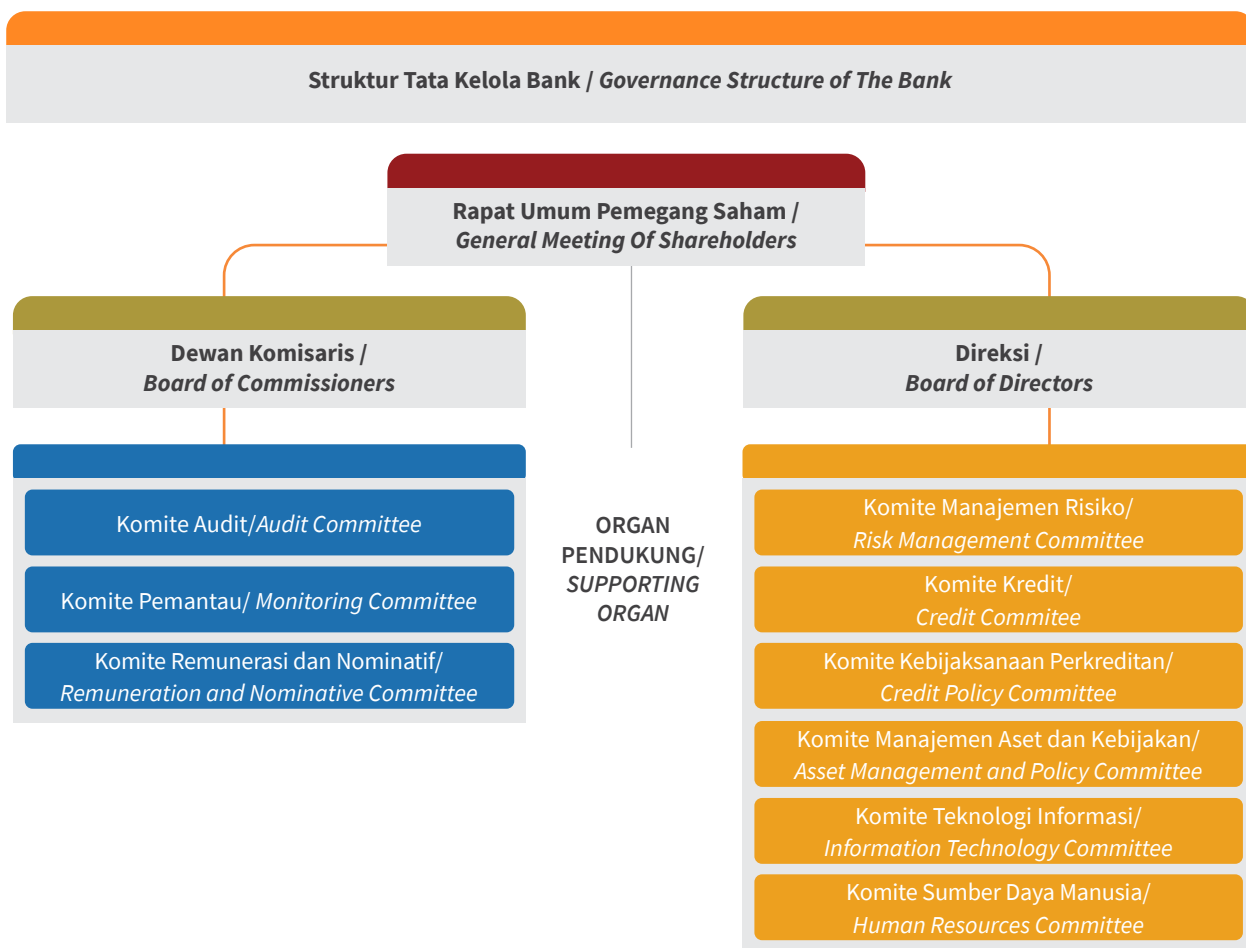 Struktur Tata Kelola Bank / Governance Structure of The Bank
Rapat Umum Pemegang Saham /
General Meeting Of Shareholders
Dewan Komisaris /
Board of Commissioners
Direksi /
Board of Directors
Komite Audit/Audit Committee
Komite Pemantau/ Monitoring Committee
Komite Remunerasi dan Nominatif/
Remuneration and Nominative Committee
ORGAN
PENDUKUNG/
SUPPORTING
ORGAN
Komite Manajemen Risiko/
Risk Management Committee
Komite Kredit/
Credit Commitee
Komite Kebijaksanaan Perkreditan/
Credit Policy Committee
Komite Manajemen Aset dan Kebijakan/
Asset Management and Policy Committee
Komite Teknologi Informasi/
Information Technology Committee
Komite Sumber Daya Manusia/
Human Resources Committee